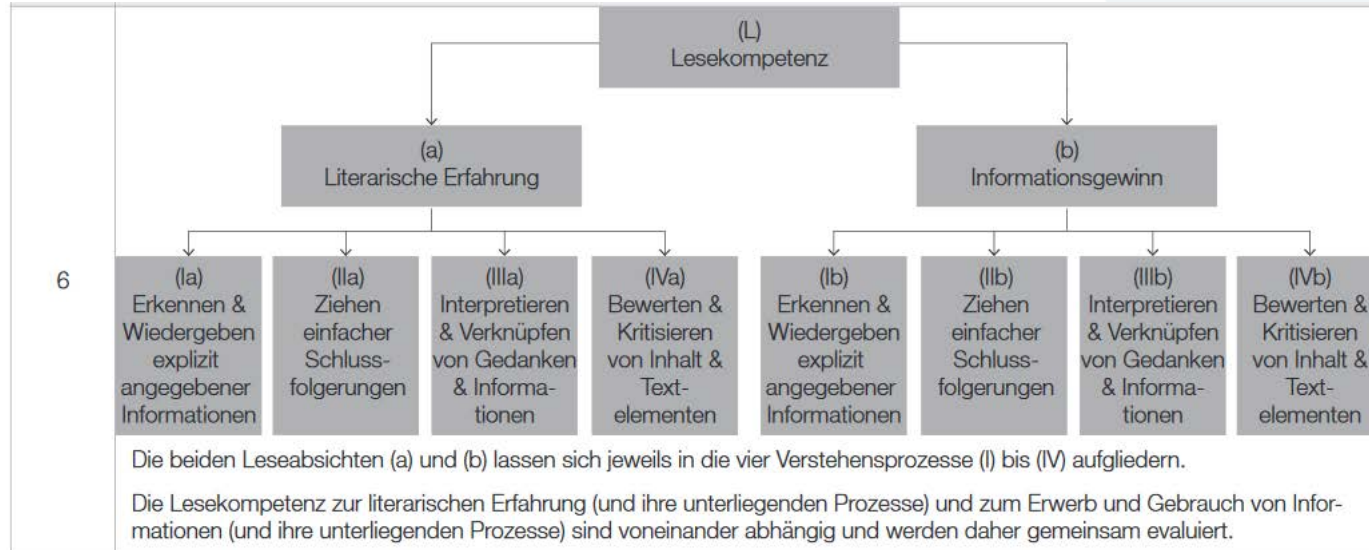 (L)
Lesekompetenz
(a)
Literarische Erfahrung
(b)
Informationsgewinn
6
(Ia)
Erkennen &
Wiedergeben
explizit
angegebener
Informationen
(IIa)
Ziehen
einfacher
Schluss-
folgerungen
(IIIa)
Interpretieren
& Verknüpfen
von Gedanken
& Informa-
tionen
(IVa)
Bewerten &
Kritisieren
von Inhalt &
Text-
elementen
(Ib)
Erkennen &
Wiedergeben
explizit
angegebener
Informationen
(IIb)
Ziehen
einfacher
Schluss-
folgerungen
(IIIb)
Interpretieren
& Verknüpfen
von Gedanken
& Informa-
tionen
(IVb)
Bewerten &
Kritisieren
von Inhalt &
Text-
elementen
Die beiden Leseabsichten (a) und (b) lassen sich jeweils in die vier Verstehensprozesse (I) bis (IV) aufgliedern.
Die Lesekompetenz zur literarischen Erfahrung (und ihre unterliegenden Prozesse) und zum Erwerb und Gebrauch von Infor-
mationen (und ihre unterliegenden Prozesse) sind voneinander abhängig und werden daher gemeinsam evaluiert.